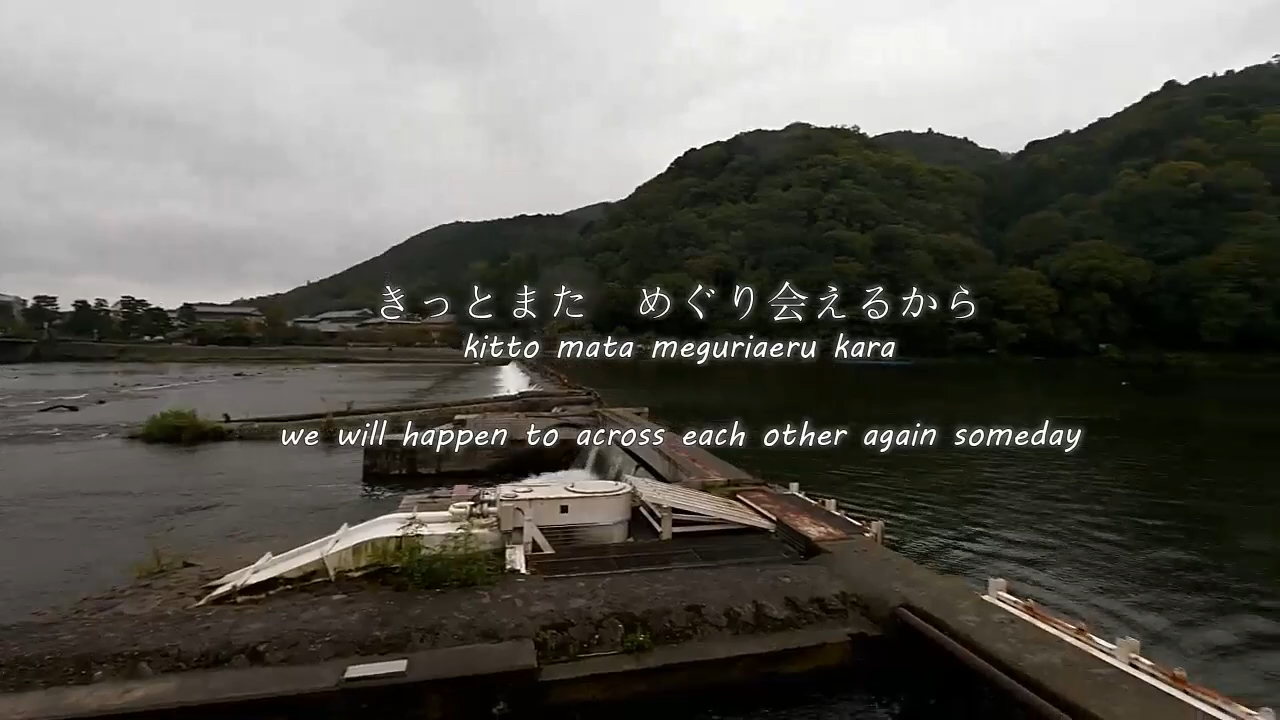 きっとまた　めぐり会えるから
kitto mata meguriaeru kara
we will happen to across each other again someday